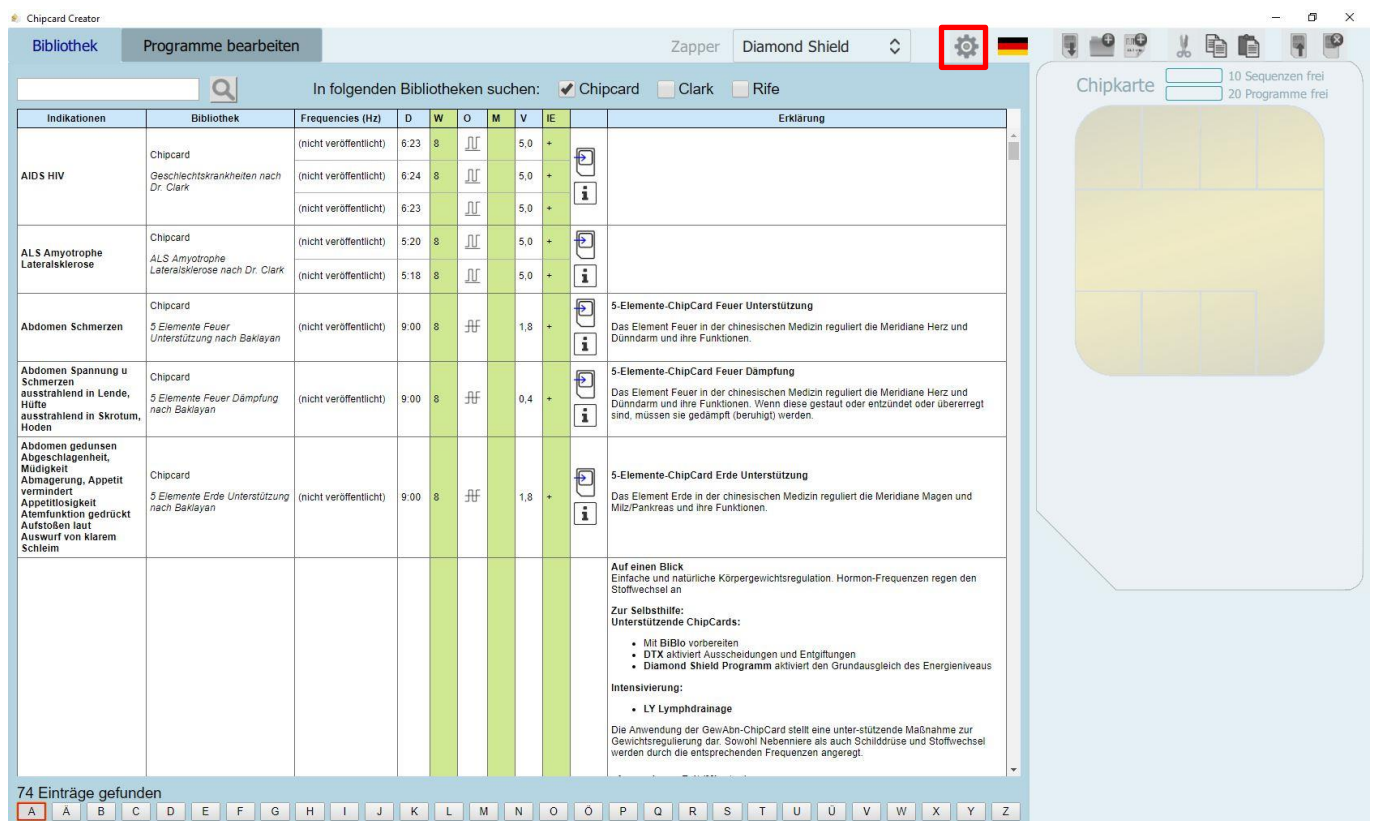 Chipcard Creator
Bibliothek
Programme bearbeiten
Zapper
Diamond Shield
In folgenden Bibliotheken suchen:
Chipcard
Clark
Rife
Chipkarte
10 Sequenzen frei
20 Programme frei
Indikationen Bibliothek Frequencies (Hz) D W O M V IE Erklärung
AIDS HIV
Chipcard
Geschlechtskrankheiten nach
Dr. Clark
(nicht veröffentlicht) 6:23 8 5,0 +
(nicht veröffentlicht) 6:24 8 5,0 +
(nicht veröffentlicht) 6:23 5,0 +
ALS Amyotrophe
Lateralsklerose
Chipcard
ALS Amyotrophe
Lateralsklerose nach Dr. Clark
(nicht veröffentlicht) 5:20 8 5,0 +
(nicht veröffentlicht) 5:18 8 5,0 +
Abdomen Schmerzen
Chipcard
5 Elemente Feuer
Unterstützung nach Baklayan
(nicht veröffentlicht) 9:00 8 1,8 +
5-Elemente-ChipCard Feuer Unterstützung
Das Element Feuer in der chinesischen Medizin reguliert die Meridiane Herz und
Dünndarm und ihre Funktionen.
Abdomen Spannung u
Schmerzen
ausstrahlend in Lende,
Hüfte
ausstrahlend in Skrotum,
Hoden
Chipcard
5 Elemente Feuer Dämpfung
nach Baklayan
(nicht veröffentlicht) 9:00 8 0,4 +
5-Elemente-ChipCard Feuer Dämpfung
Das Element Feuer in der chinesischen Medizin reguliert die Meridiane Herz und
Dünndarm und ihre Funktionen. Wenn diese gestaut oder entzündet oder übererregt
sind, müssen sie gedämpft (beruhigt) werden.
Abdomen gedunsen
Abgeschlagenheit,
Müdigkeit
Abmagerung, Appetit
vermindert
Appetitlosigkeit
Atemfunktion gedrückt
Aufstoßen laut
Auswurf von klarem
Schleim
Chipcard
5 Elemente Erde Unterstützung
nach Baklayan
(nicht veröffentlicht) 9:00 8 1,8 +
5-Elemente-ChipCard Erde Unterstützung
Das Element Erde in der chinesischen Medizin reguliert die Meridiane Magen und
Milz/Pankreas und ihre Funktionen.
Auf einen Blick
Einfache und natürliche Körpergewichtsregulation. Hormon-Frequenzen regen den
Stoffwechsel an
Zur Selbsthilfe:
Unterstützende ChipCards:
• Mit BiBlo vorbereiten
• DTX aktiviert Ausscheidungen und Entgiftungen
• Diamond Shield Programm aktiviert den Grundausgleich des Energieniveaus
Intensivierung:
• LY Lymphdrainage
Die Anwendung der GewAbn-ChipCard stellt eine unter-stützende Maßnahme zur
Gewichtsregulierung dar. Sowohl Nebenniere als auch Schilddrüse und Stoffwechsel
werden durch die entsprechenden Frequenzen angeregt.
74 Einträge gefunden
A Ä B C D E F G H I J K L M N O Ö P Q R S T U Ü V W X Y Z